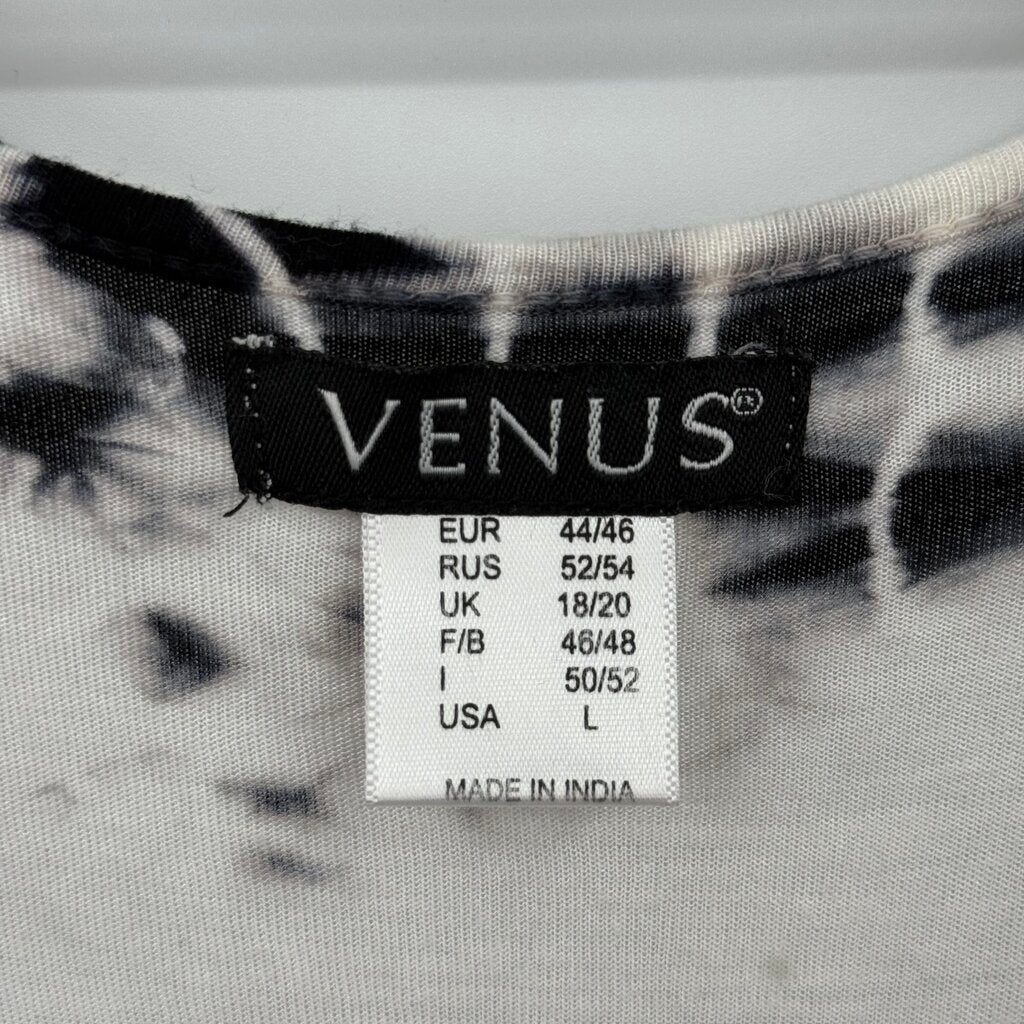 VENUS®
EUR 44/46
RUS 52/54
UK 18/20
F/B 46/48
I 50/52
USA L
MADE IN INDIA